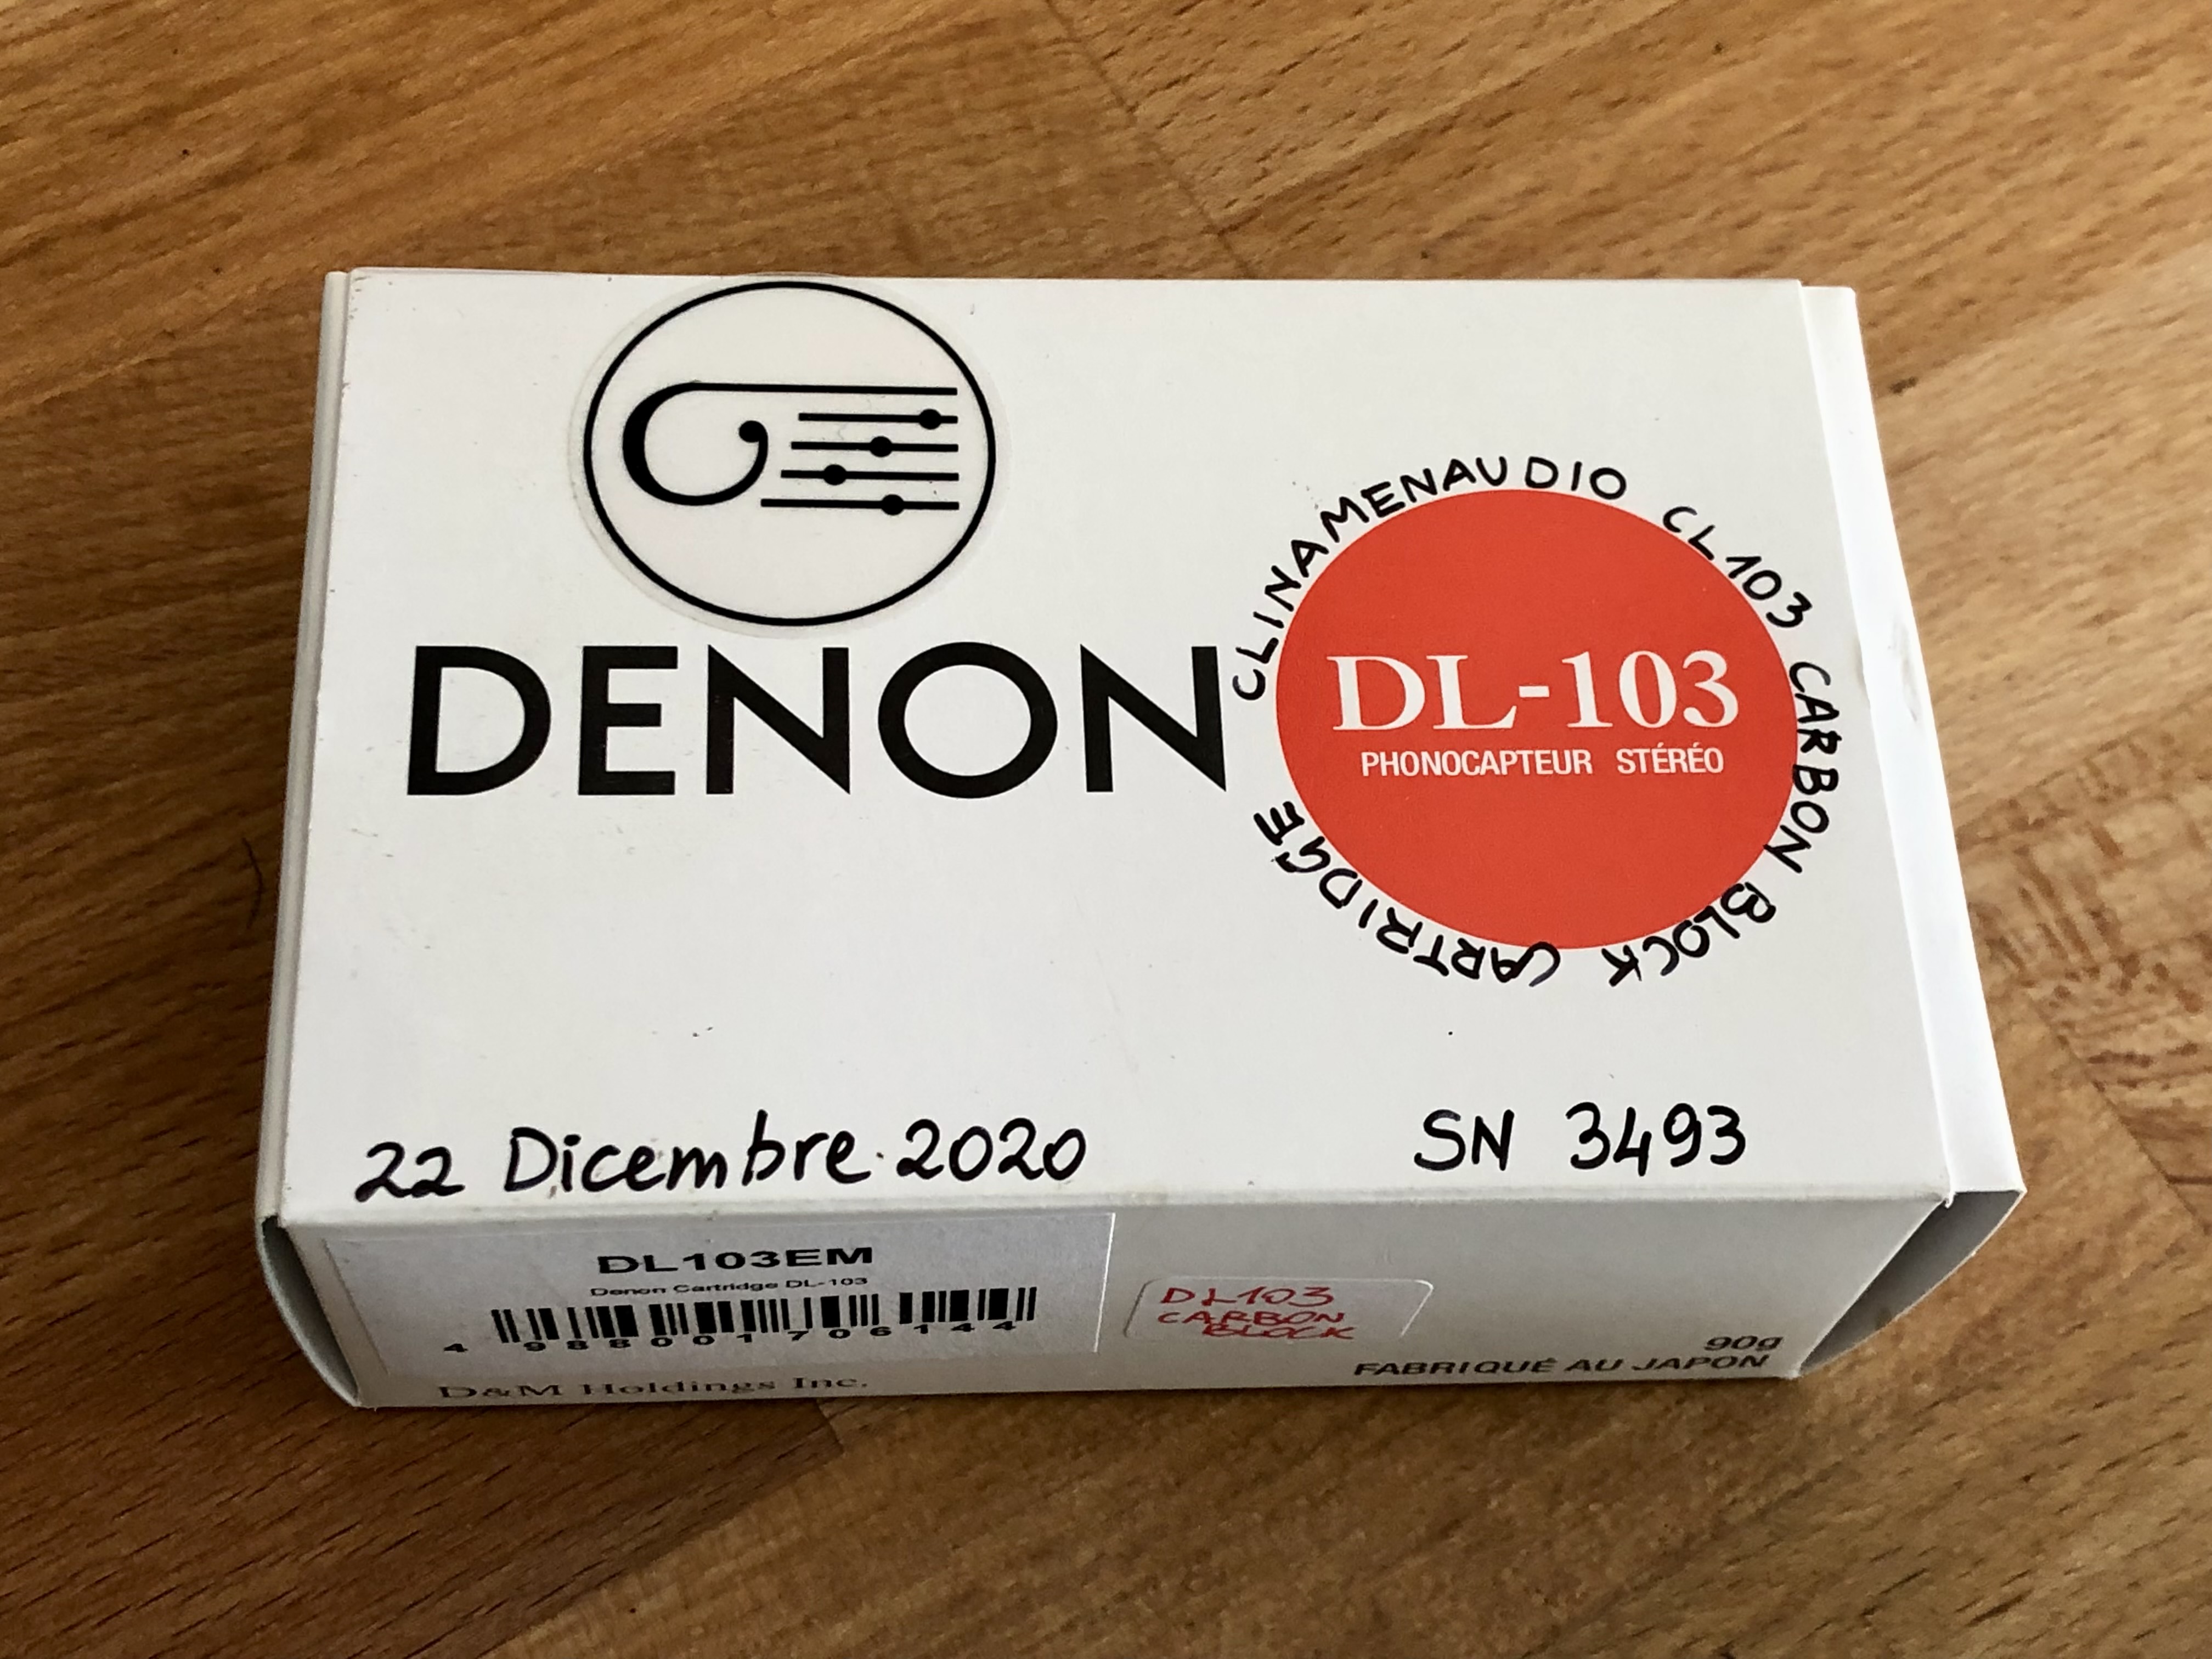 DENON
CLINAMENAUDIO CL103 CARBON BLOCK CARTRIDGE
DL-103
PHONOCAPTEUR STÉRÉO
22 Dicembre 2020
SN 3493
DL103EM
Denon Cartridge DL-103
4 988001 706144
D&M Holdings Inc.
DL103
CARBON
BLOCK
90g
FABRIQUÉ AU JAPON